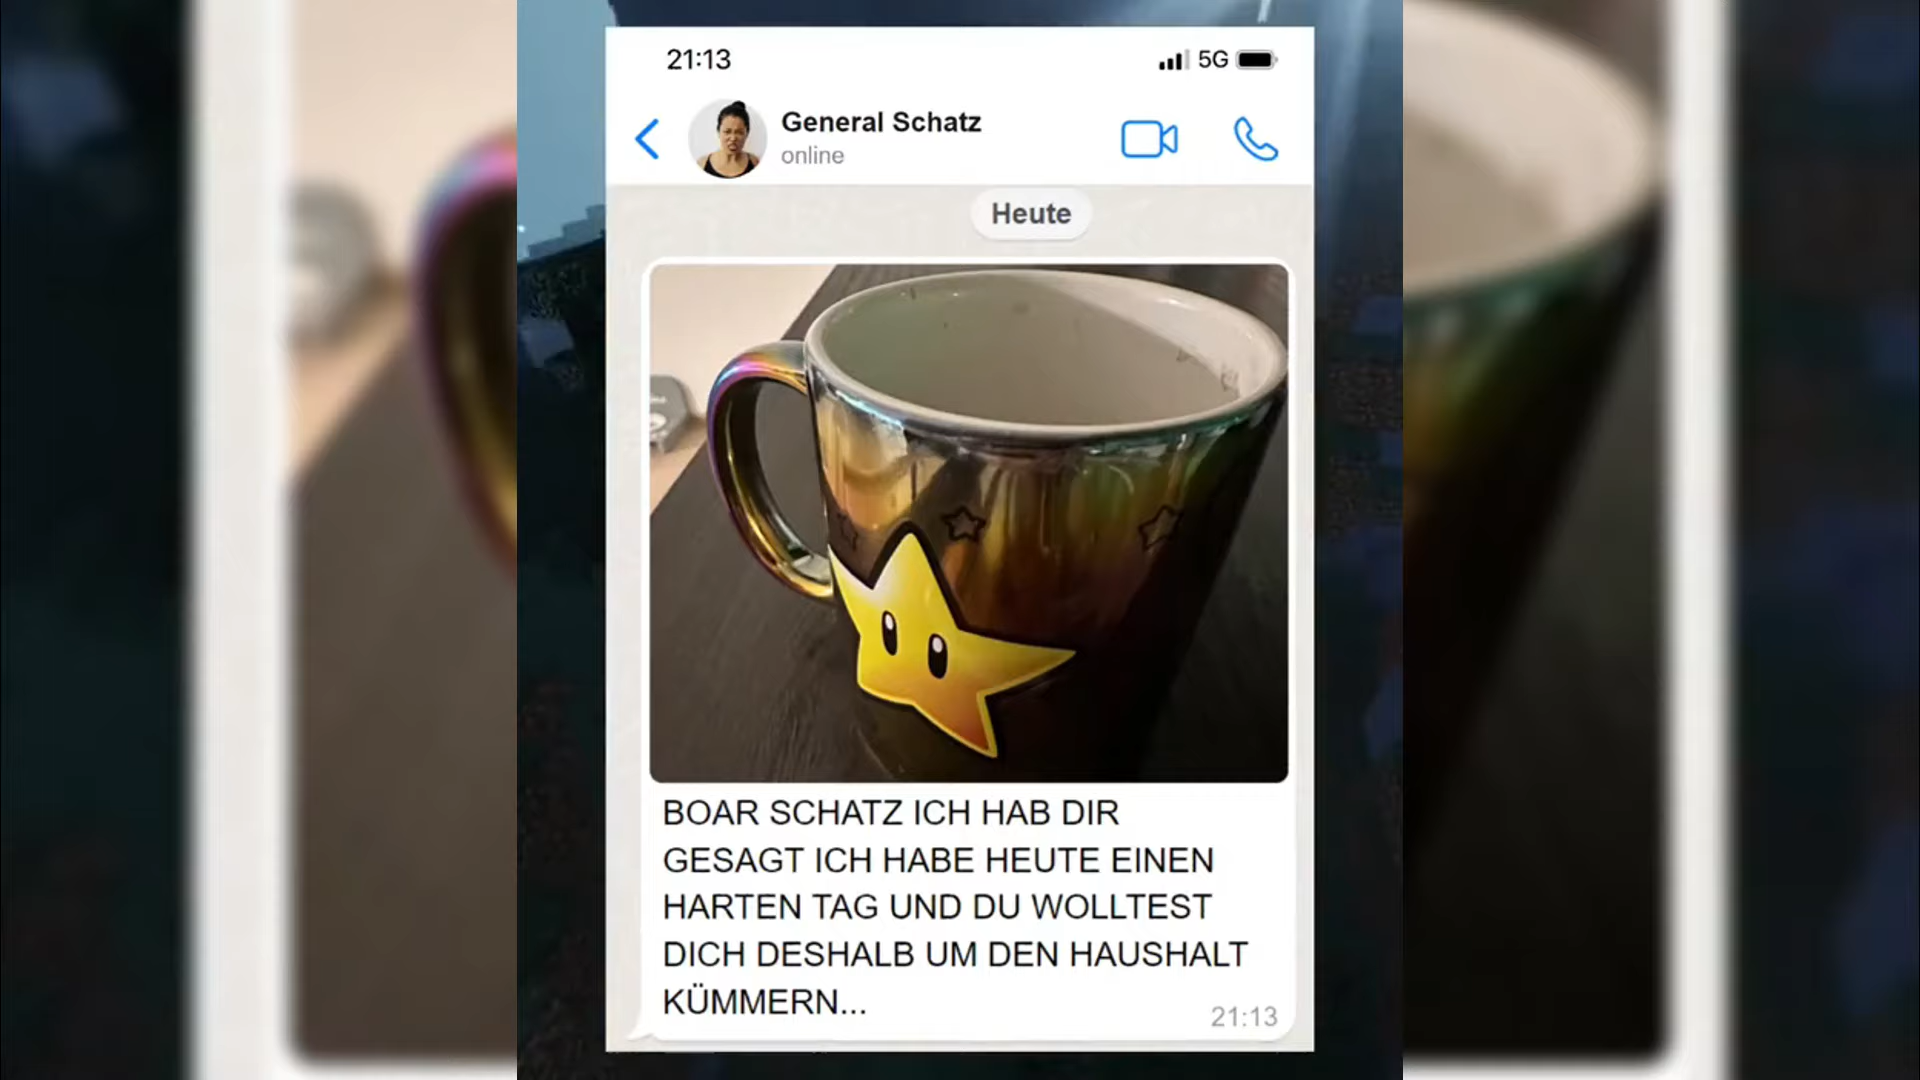 21:13
5G
General Schatz
online
Heute
BOAR SCHATZ ICH HAB DIR
GESAGT ICH HABE HEUTE EINEN
HARTEN TAG UND DU WOLLTEST
DICH DESHALB UM DEN HAUSHALT
KÜMMERN...
21:13